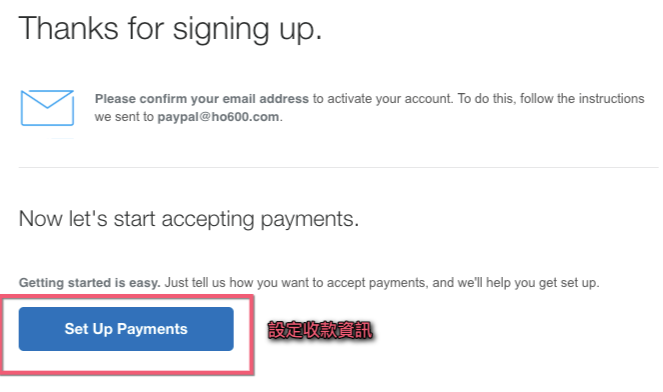 Thanks for signing up.
Please confirm your email address to activate your account. To do this, follow the instructions
we sent to paypal@ho600.com.
Now let's start accepting payments.
Getting started is easy. Just tell us how you want to accept payments, and we'll help you get set up.
Set Up Payments
設定收款資訊